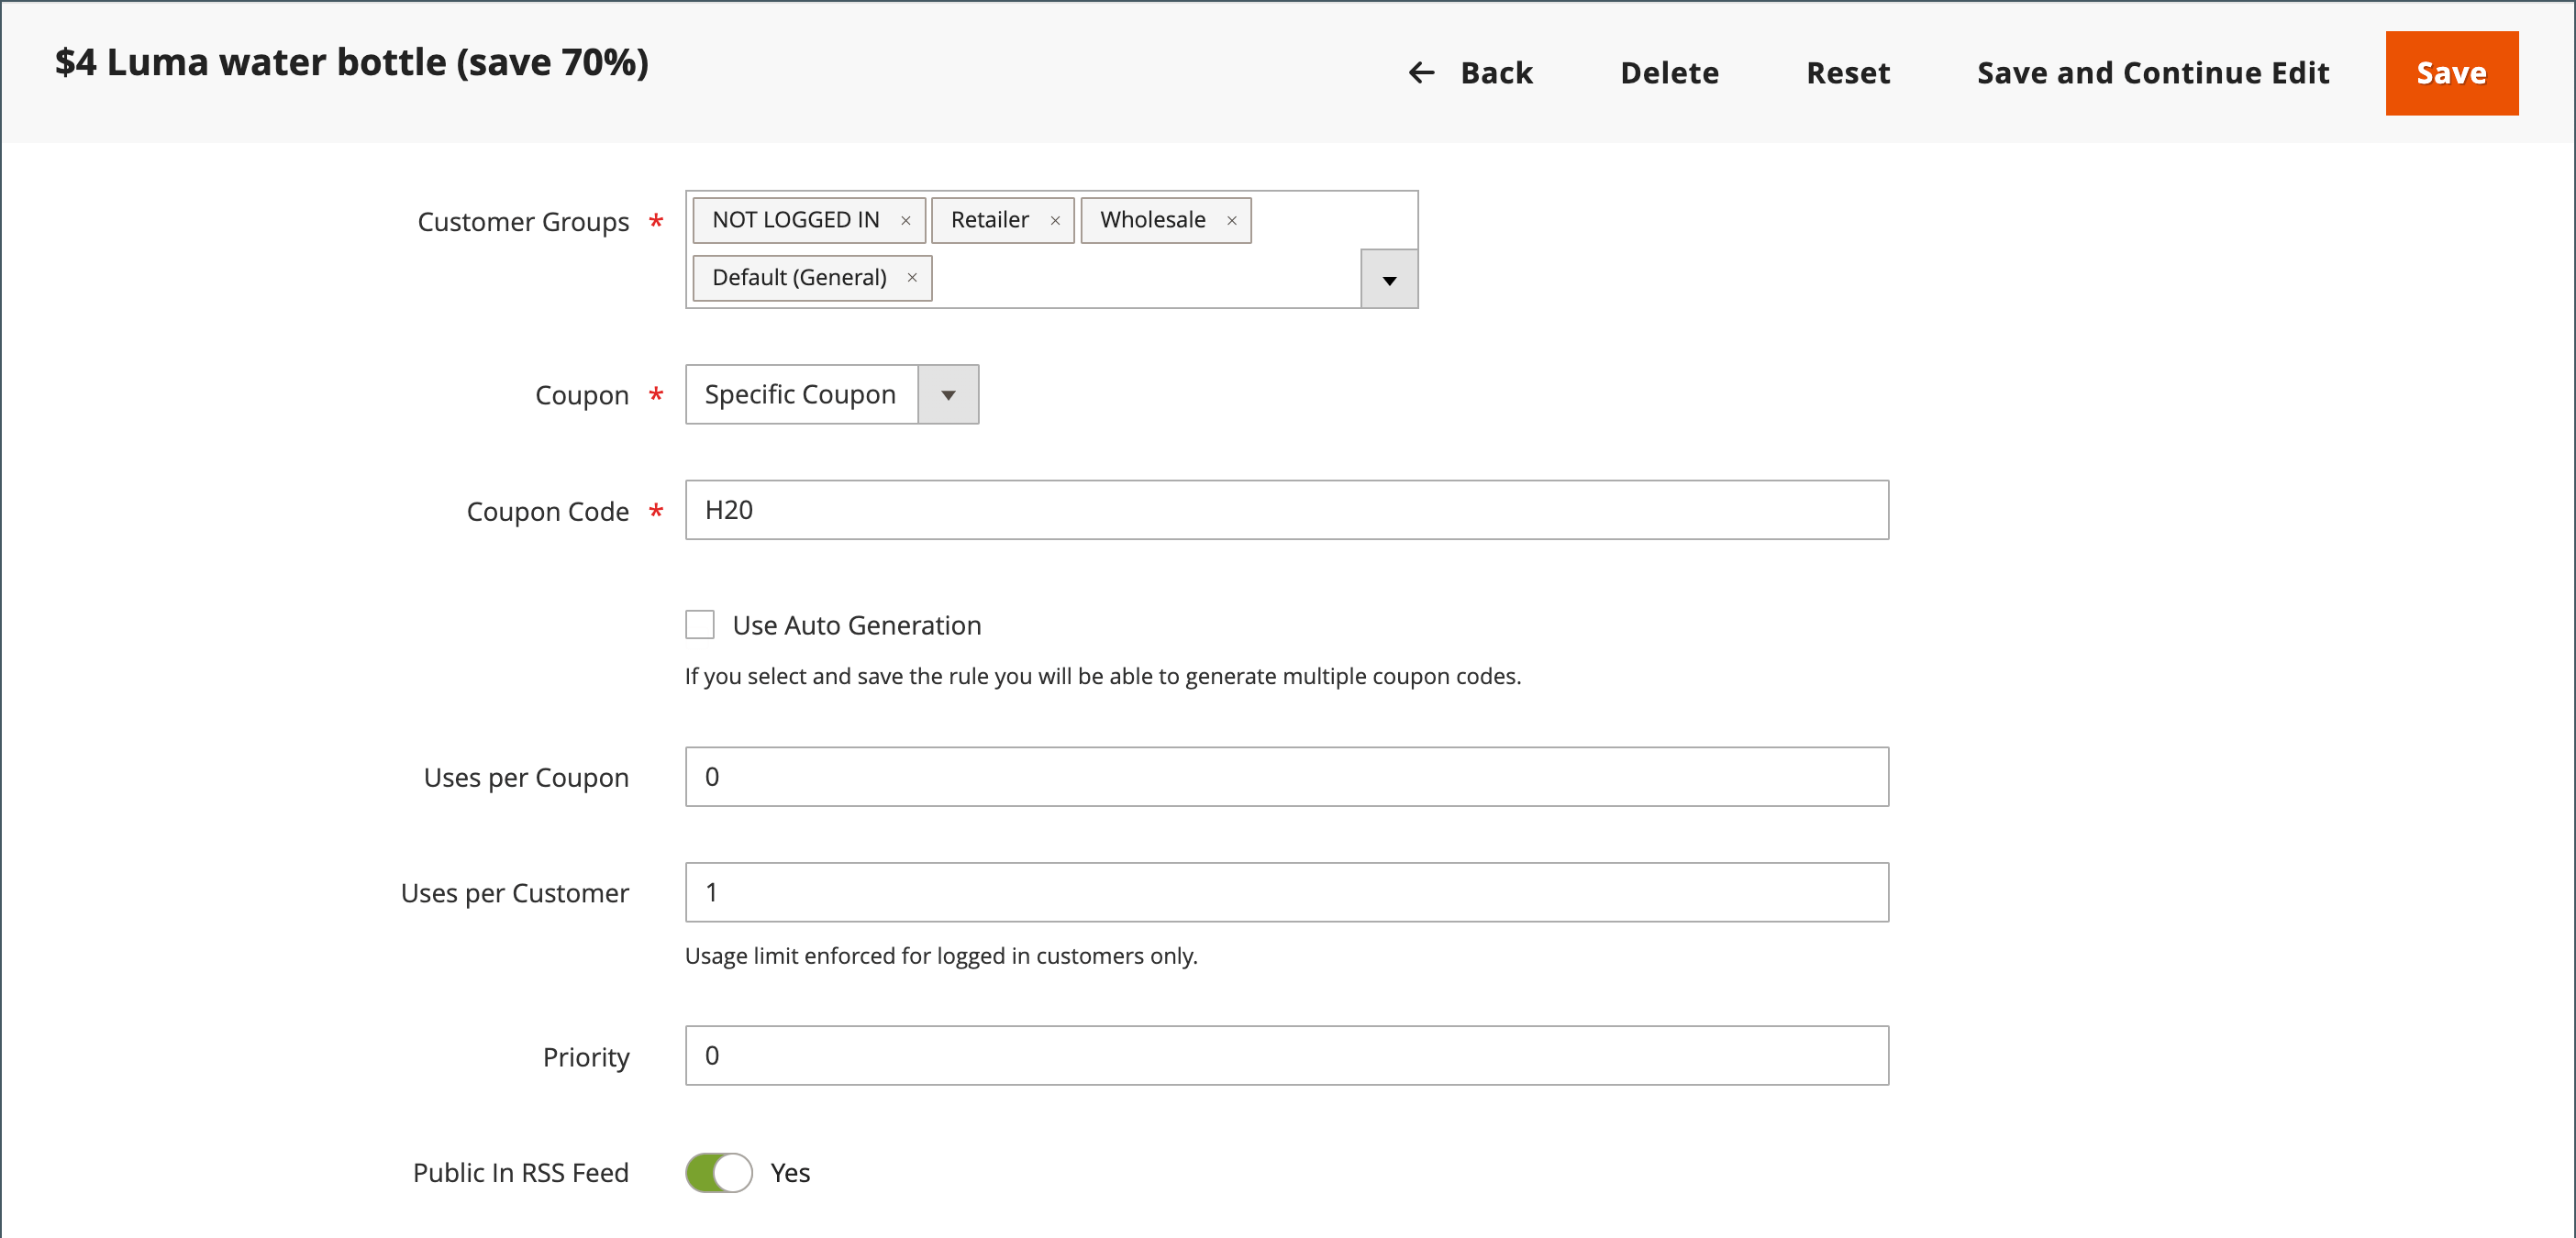 $4 Luma water bottle (save 70%)
← Back Delete Reset Save and Continue Edit Save
Customer Groups * NOT LOGGED IN × Retailer × Wholesale ×
Default (General) ×
Coupon * Specific Coupon
Coupon Code * H20
Use Auto Generation
If you select and save the rule you will be able to generate multiple coupon codes.
Uses per Coupon 0
Uses per Customer 1
Usage limit enforced for logged in customers only.
Priority 0
Public In RSS Feed Yes